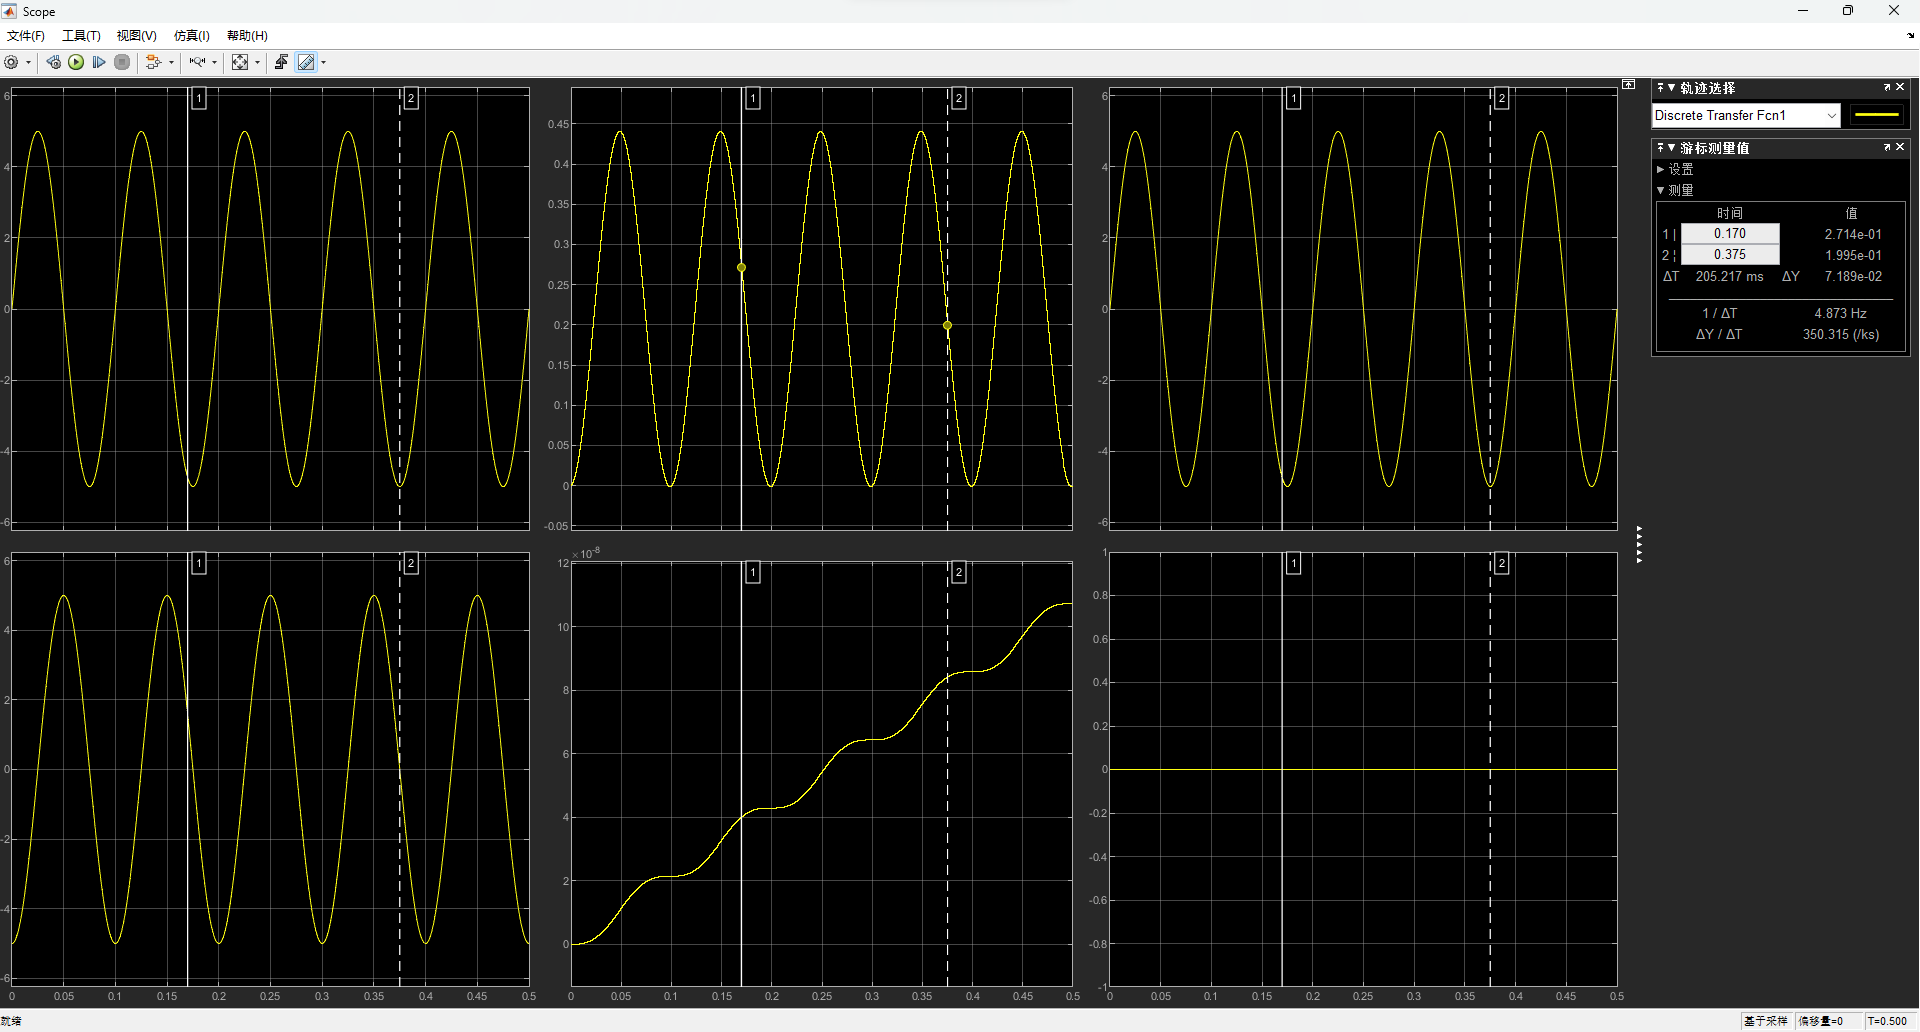 Scope
文件(F) 工具(T) 视图(V) 仿真(I) 帮助(H)
6 4 2 0 -2 -4 -6
1 2
0.45 0.4 0.35 0.3 0.25 0.2 0.15 0.1 0.05 0 -0.05
1 2
6 4 2 0 -2 -4 -6
1 2
6 4 2 0 -2 -4 -6
1 2
0 0.05 0.1 0.15 0.2 0.25 0.3 0.35 0.4 0.45 0.5
×10-8
12 10 8 6 4 2 0
1 2
0 0.05 0.1 0.15 0.2 0.25 0.3 0.35 0.4 0.45 0.5
1 0.8 0.6 0.4 0.2 0 -0.2 -0.4 -0.6 -0.8 -1
1 2
0 0.05 0.1 0.15 0.2 0.25 0.3 0.35 0.4 0.45 0.5
轨迹选择
Discrete Transfer Fcn1
游标测量值
设置
测量
时间 值
1 | 0.170 2.714e-01
2 ¦ 0.375 1.995e-01
ΔT 205.217 ms ΔY 7.189e-02
1 / ΔT 4.873 Hz
ΔY / ΔT 350.315 (/ks)
就绪
基于采样 偏移量=0 T=0.500